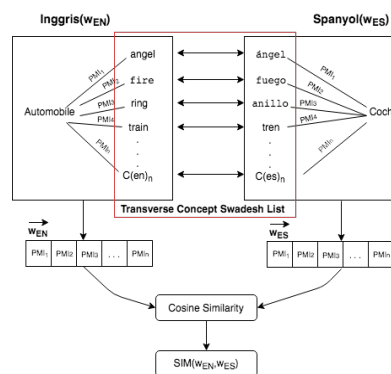 Inggris(wEN)
Spanyol(wES)
angel
fire
ring
train
.
.
.
C(en)n
Automobile
PMI1
PMI2
PMI3
PMI4
PMIn
ángel
fuego
anillo
tren
.
.
.
C(es)n
PMI1
PMI2
PMI3
PMI4
PMIn
Coch
Transverse Concept Swadesh List
wEN
PMI1 PMI2 PMI3 . . . PMIn
wES
PMI1 PMI2 PMI3 . . . PMIn
Cosine Similarity
SIM(wEN,wES)